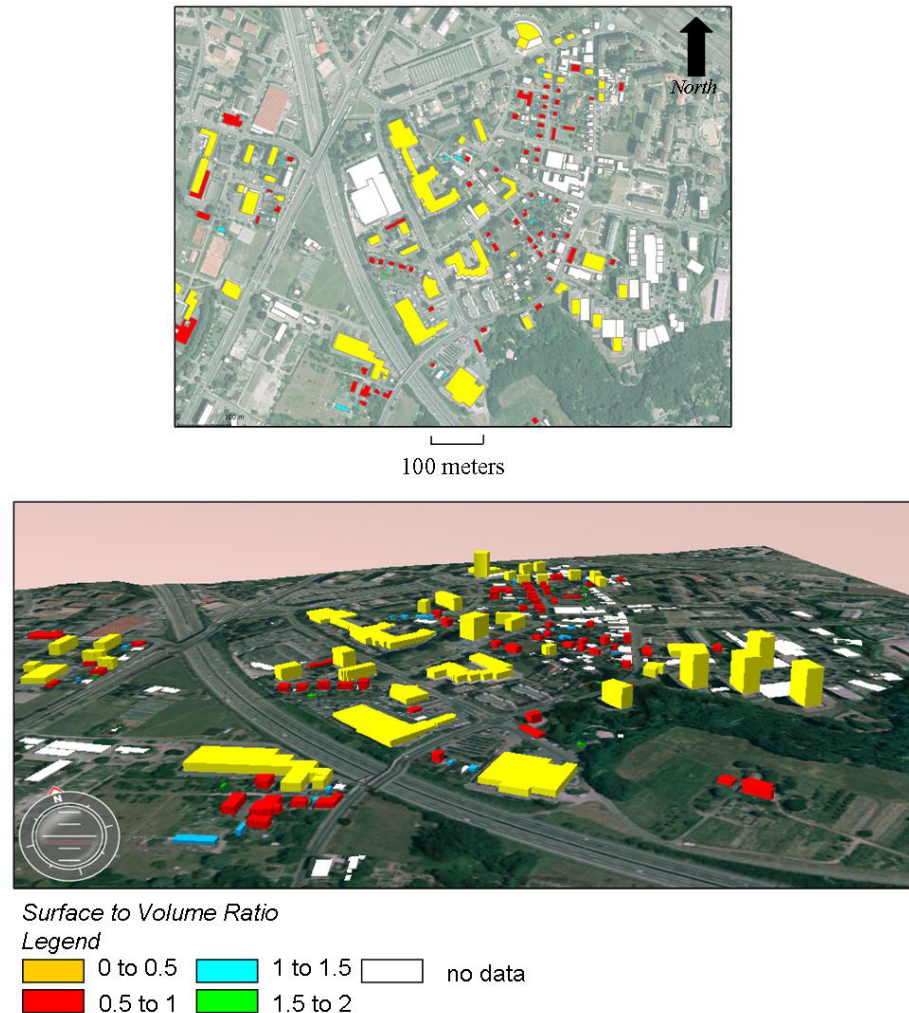 North
100 m
100 meters
N
Surface to Volume Ratio
Legend
0 to 0.5
1 to 1.5
no data
0.5 to 1
1.5 to 2